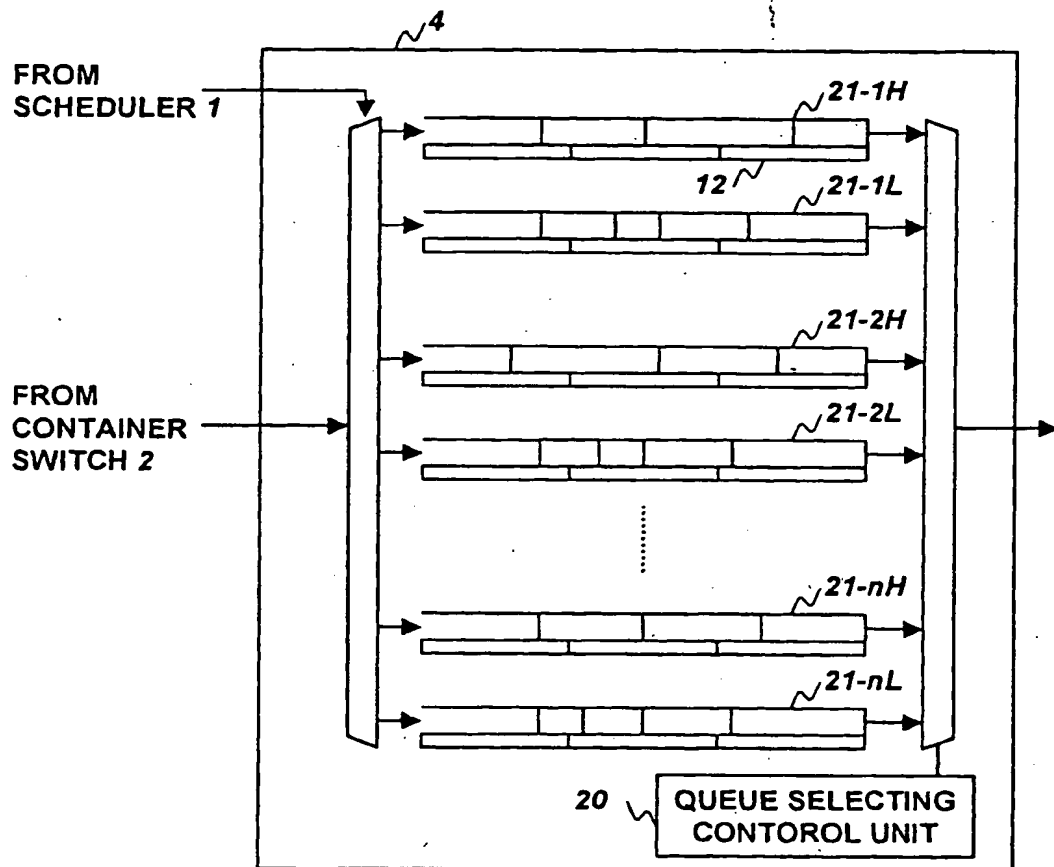 4
FROM
SCHEDULER 1
21-1H
12
21-1L
21-2H
FROM
CONTAINER
SWITCH 2
21-2L
21-nH
21-nL
20
QUEUE SELECTING
CONTOROL UNIT